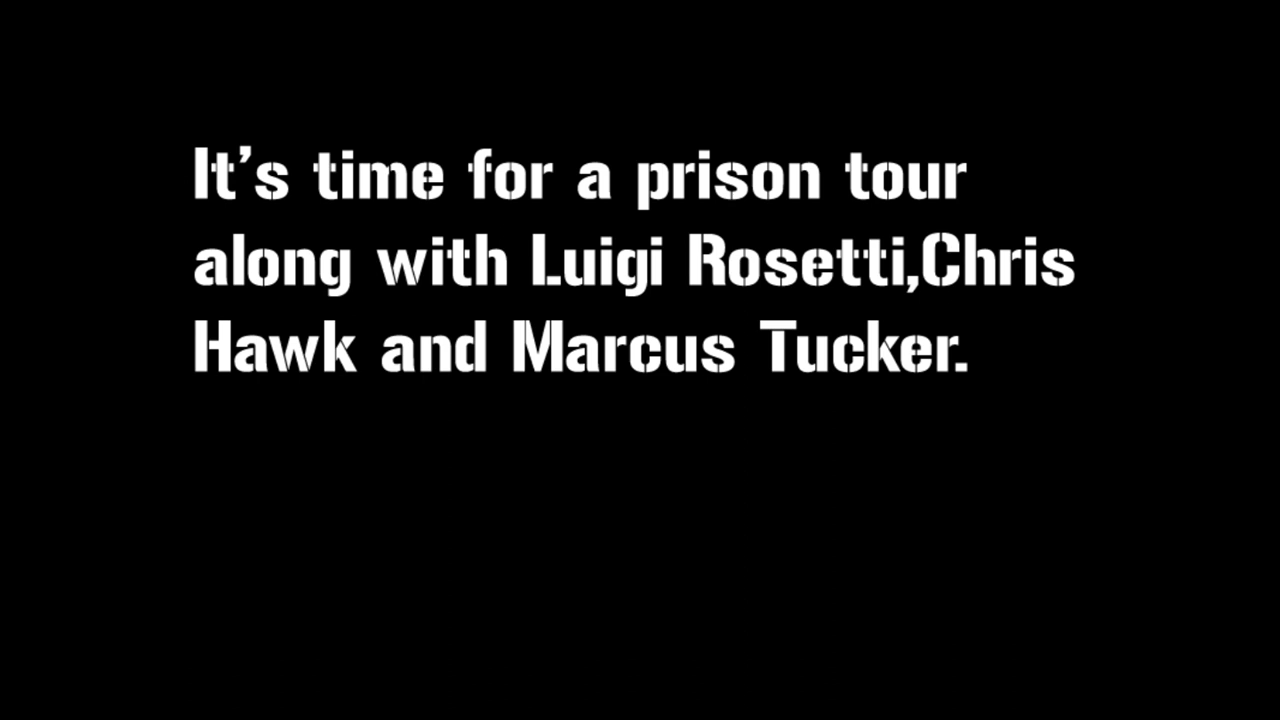 It's time for a prison tour
along with Luigi Rosetti,Chris
Hawk and Marcus Tucker.